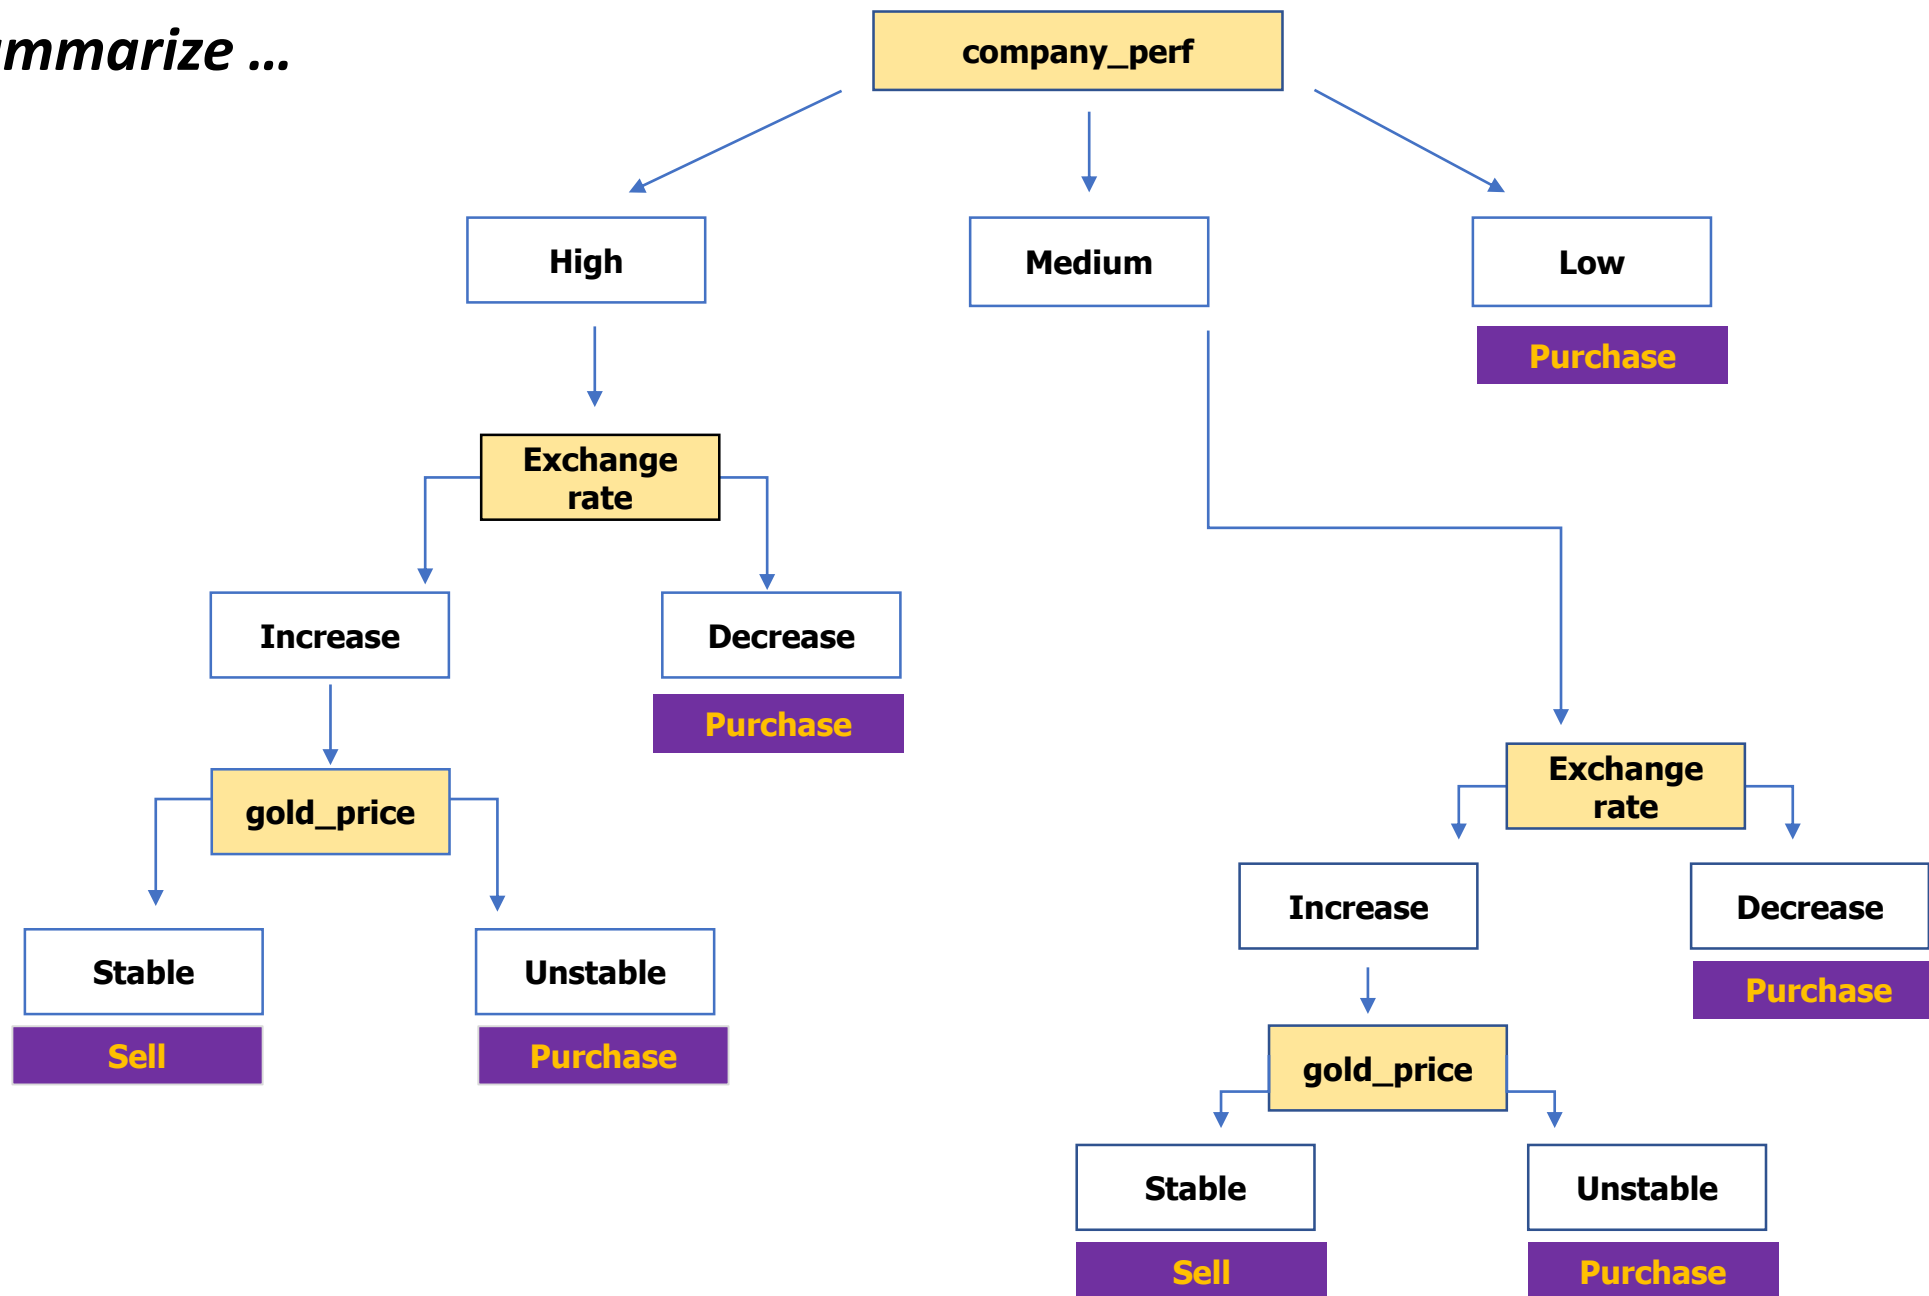 mmarize ...
company_perf
High
Medium
Low
Purchase
Exchange
rate
Increase
Decrease
Purchase
gold_price
Stable
Unstable
Sell
Purchase
Exchange
rate
Increase
Decrease
Purchase
gold_price
Stable
Unstable
Sell
Purchase